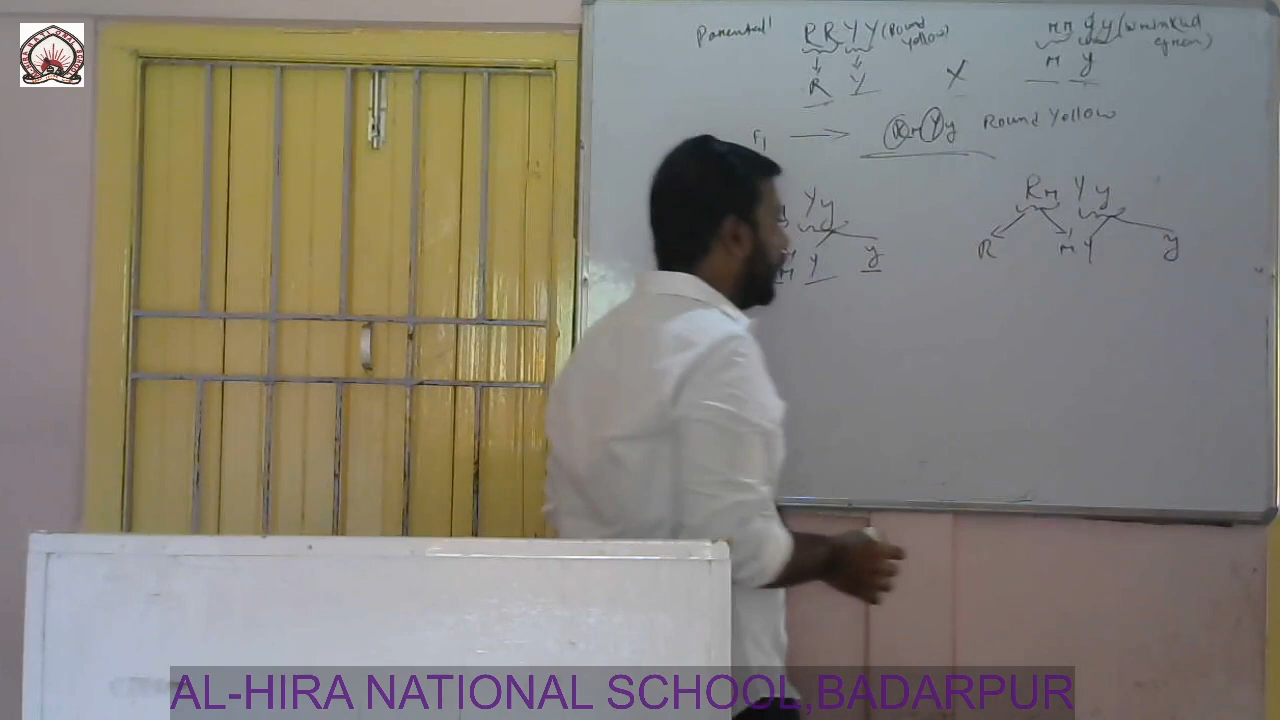 Parental RRYY (Round Yellow) rr yy (wrinkled green)
R Y X r y
F1 → RrYy Round Yellow
Yy Rr Yy
r Y y R r Y y
AL-HIRA NATIONAL SCHOOL,BADARPUR